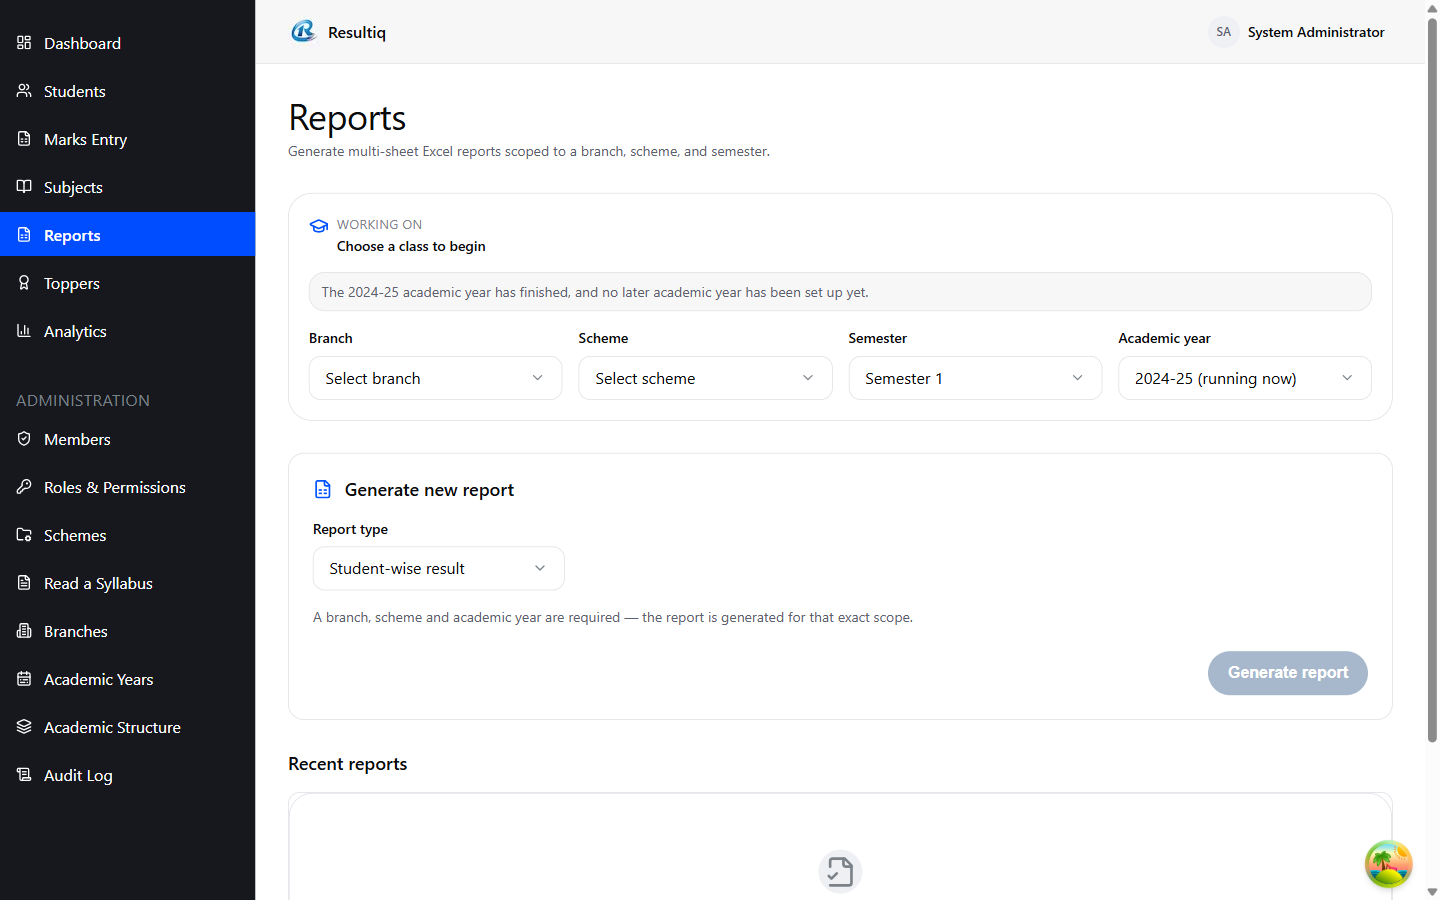 Dashboard
Students
Marks Entry
Subjects
Reports
Toppers
Analytics
ADMINISTRATION
Members
Roles & Permissions
Schemes
Read a Syllabus
Branches
Academic Years
Academic Structure
Audit Log
R
Resultiq
SA
System Administrator
Reports
Generate multi-sheet Excel reports scoped to a branch, scheme, and semester.
WORKING ON
Choose a class to begin
The 2024-25 academic year has finished, and no later academic year has been set up yet.
Branch Scheme Semester Academic year
Select branch Select scheme Semester 1 2024-25 (running now)
Generate new report
Report type
Student-wise result
A branch, scheme and academic year are required — the report is generated for that exact scope.
Generate report
Recent reports